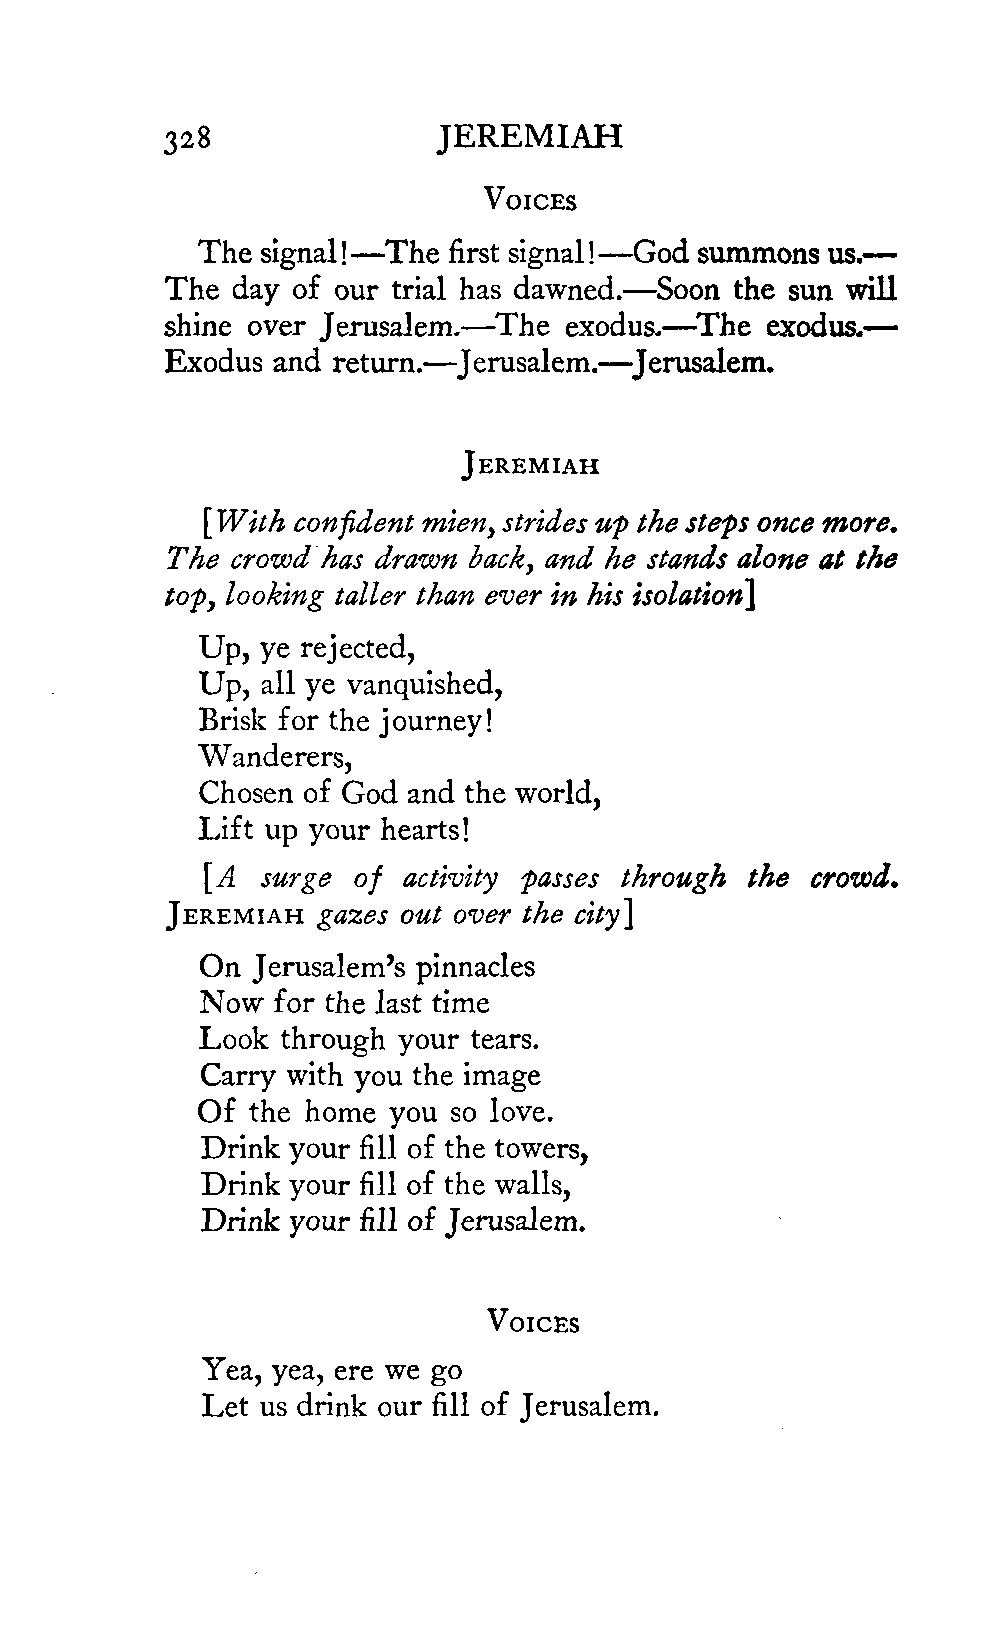 328 JEREMIAH
VOICES
The signal!—The first signal!—God summons us.—
The day of our trial has dawned.—Soon the sun will
shine over Jerusalem.—The exodus.—The exodus.—
Exodus and return.—Jerusalem.—Jerusalem.
JEREMIAH
[With confident mien, strides up the steps once more.
The crowd has drawn back, and he stands alone at the
top, looking taller than ever in his isolation]
Up, ye rejected,
Up, all ye vanquished,
Brisk for the journey!
Wanderers,
Chosen of God and the world,
Lift up your hearts!
[A surge of activity passes through the crowd.
JEREMIAH gazes out over the city]
On Jerusalem's pinnacles
Now for the last time
Look through your tears.
Carry with you the image
Of the home you so love.
Drink your fill of the towers,
Drink your fill of the walls,
Drink your fill of Jerusalem.
VOICES
Yea, yea, ere we go
Let us drink our fill of Jerusalem.